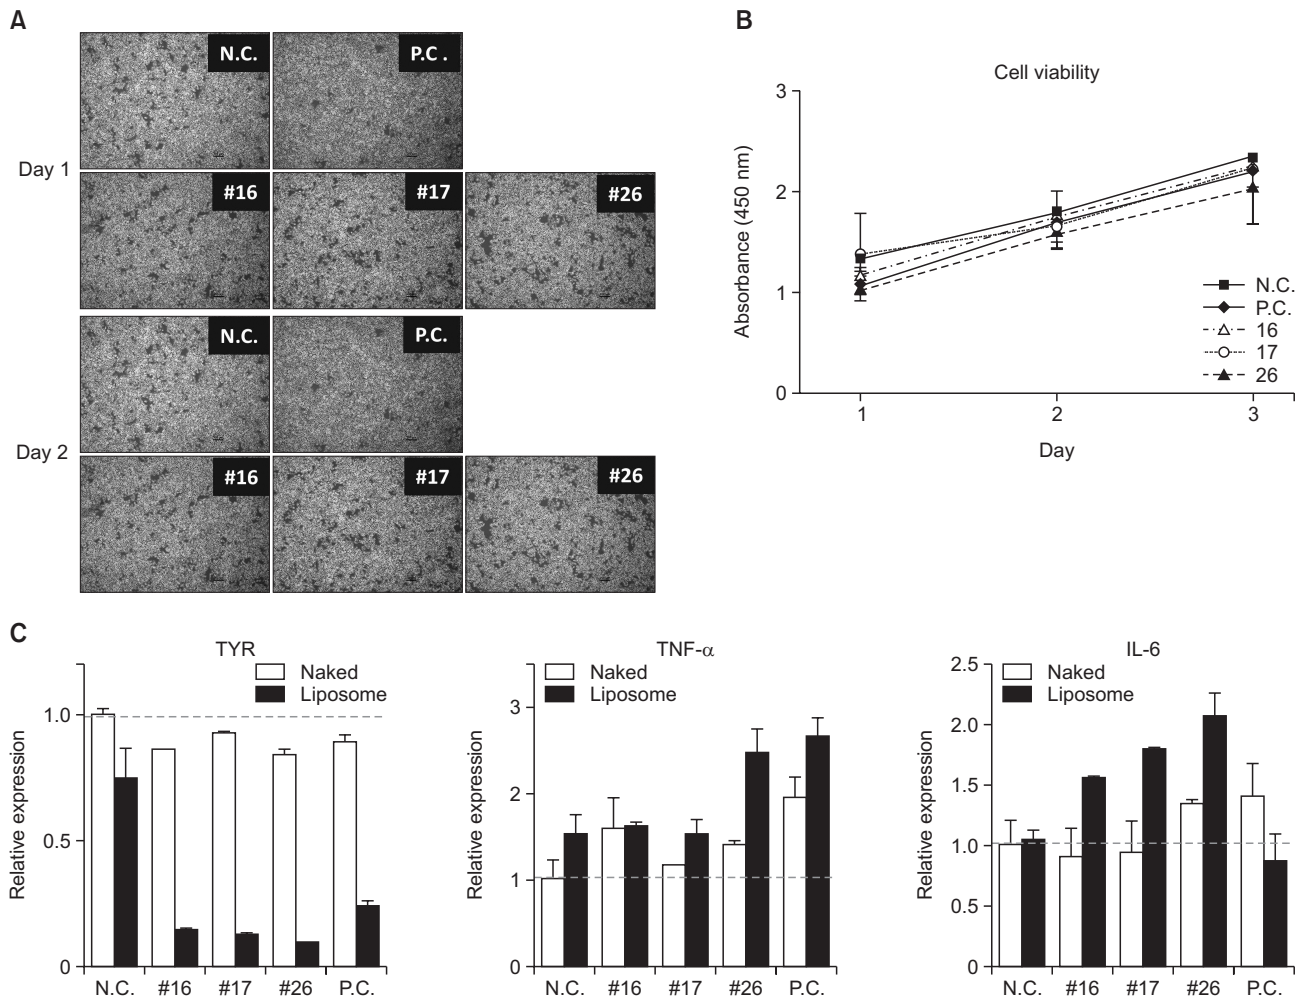 A
N.C.
P.C .
Day 1
#16
#17
#26
N.C.
P.C.
Day 2
#16
#17
#26
B
Cell viability
3
2
1
0
Absorbance (450 nm)
N.C.
P.C.
16
17
26
1 2 3
Day
C
TYR
Naked
Liposome
1.0
0.5
0
Relative expression
N.C. #16 #17 #26 P.C.
TNF-α
Naked
Liposome
3
2
1
0
Relative expression
N.C. #16 #17 #26 P.C.
IL-6
Naked
Liposome
2.5
2.0
1.5
1.0
0.5
0
Relative expression
N.C. #16 #17 #26 P.C.